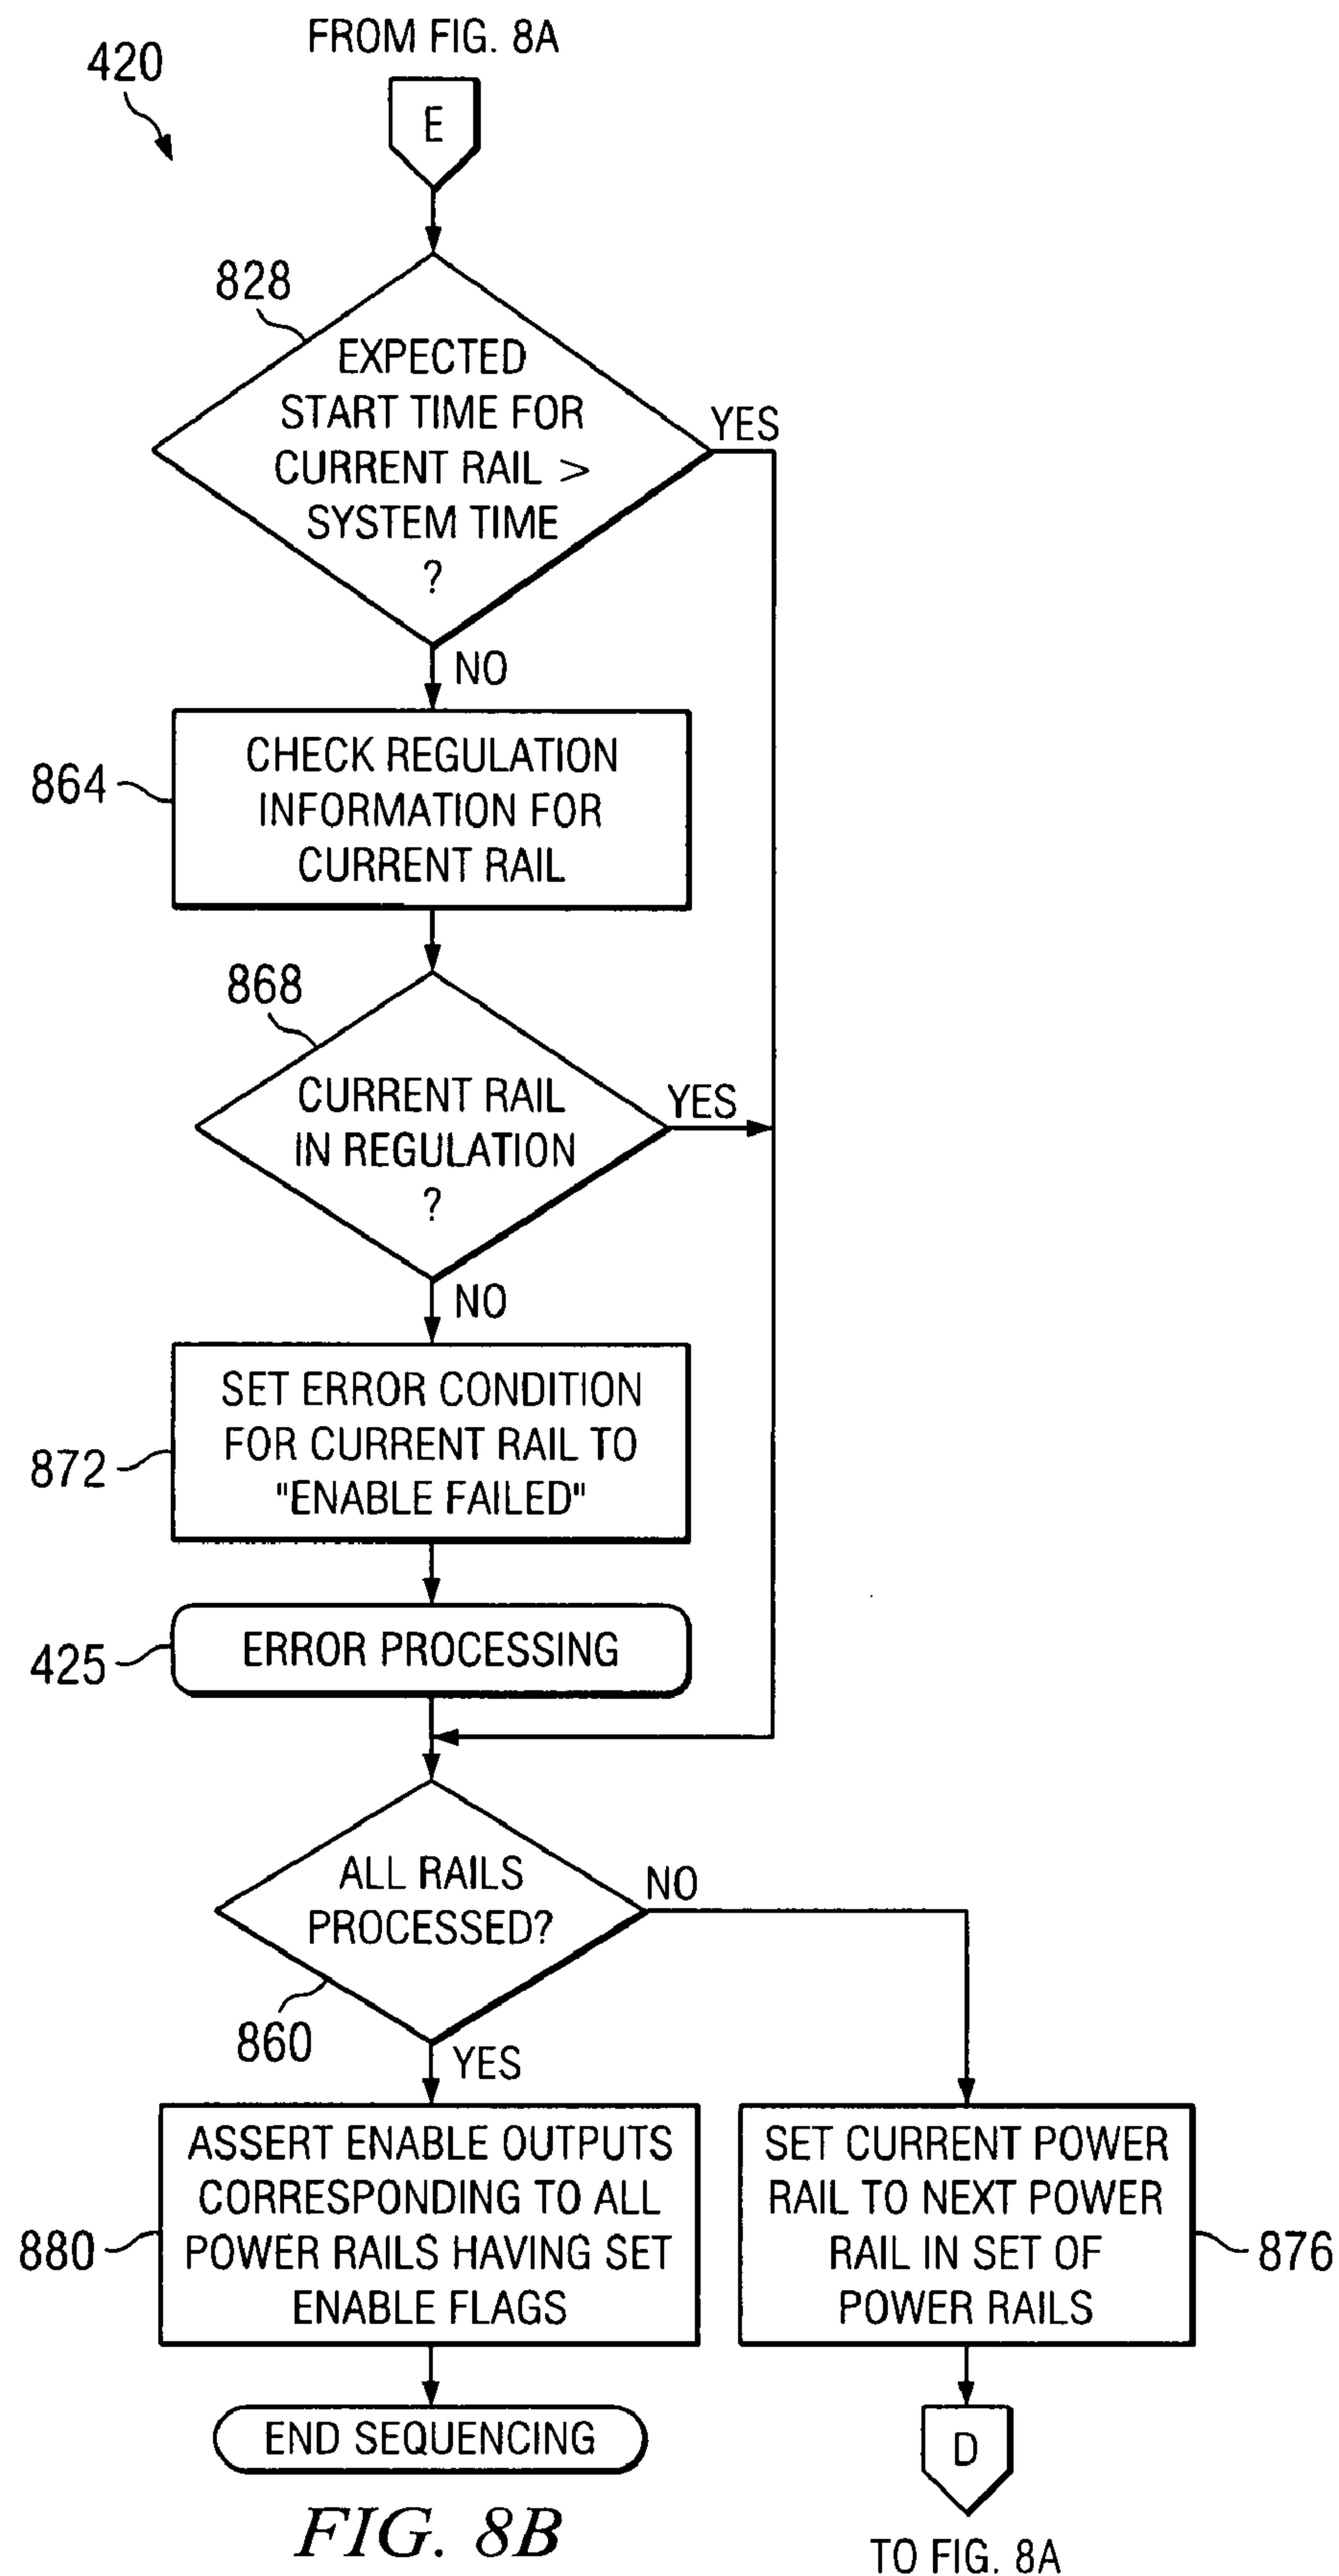 FROM FIG. 8A
420
E
828
EXPECTED
START TIME FOR
CURRENT RAIL >
SYSTEM TIME
?
YES
NO
864
CHECK REGULATION
INFORMATION FOR
CURRENT RAIL
868
CURRENT RAIL
IN REGULATION
?
YES
NO
872
SET ERROR CONDITION
FOR CURRENT RAIL TO
"ENABLE FAILED"
425
ERROR PROCESSING
ALL RAILS
PROCESSED?
NO
860
YES
880
ASSERT ENABLE OUTPUTS
CORRESPONDING TO ALL
POWER RAILS HAVING SET
ENABLE FLAGS
SET CURRENT POWER
RAIL TO NEXT POWER
RAIL IN SET OF
POWER RAILS
876
END SEQUENCING
D
FIG. 8B
TO FIG. 8A